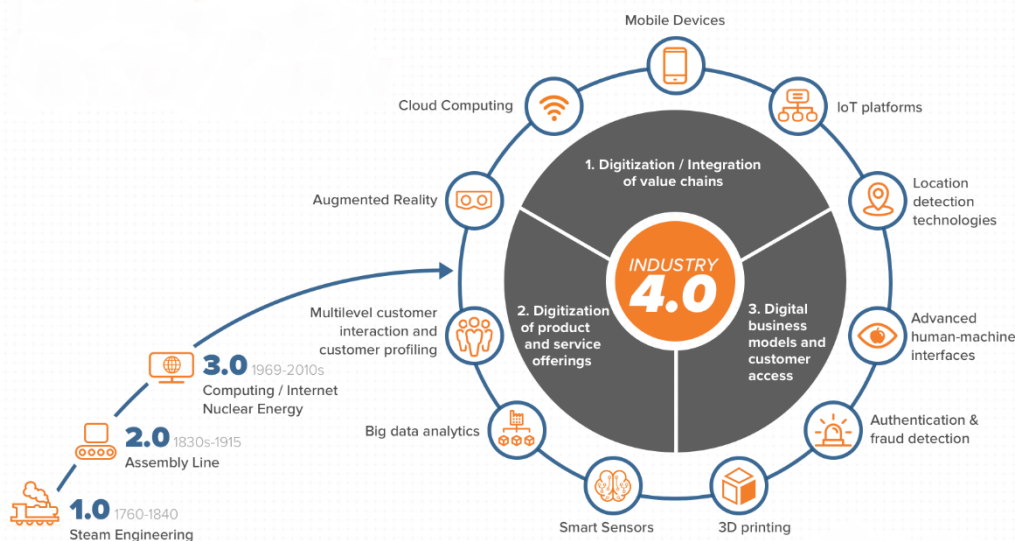 Mobile Devices
Cloud Computing
IoT platforms
1. Digitization / Integration
of value chains
Augmented Reality
Location
detection
technologies
INDUSTRY
4.0
Multilevel customer
interaction and
customer profiling
2. Digitization
of product
and service
offerings
3. Digital
business
models and
customer
access
Advanced
human-machine
interfaces
3.0 1969-2010s
Computing / Internet
Nuclear Energy
Big data analytics
Authentication &
fraud detection
2.0 1830s-1915
Assembly Line
1.0 1760-1840
Steam Engineering
Smart Sensors
3D printing